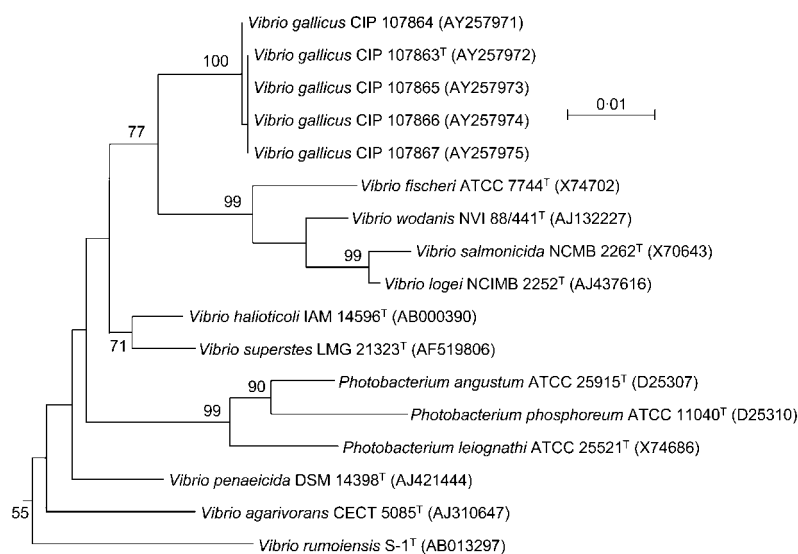 Vibrio gallicus CIP 107864 (AY257971)
Vibrio gallicus CIP 107863ᵀ (AY257972)
100
Vibrio gallicus CIP 107865 (AY257973)
0·01
Vibrio gallicus CIP 107866 (AY257974)
77
Vibrio gallicus CIP 107867 (AY257975)
Vibrio fischeri ATCC 7744ᵀ (X74702)
99
Vibrio wodanis NVI 88/441ᵀ (AJ132227)
Vibrio salmonicida NCMB 2262ᵀ (X70643)
99
Vibrio logei NCIMB 2252ᵀ (AJ437616)
Vibrio halioticoli IAM 14596ᵀ (AB000390)
71
Vibrio superstes LMG 21323ᵀ (AF519806)
Photobacterium angustum ATCC 25915ᵀ (D25307)
90
99
Photobacterium phosphoreum ATCC 11040ᵀ (D25310)
Photobacterium leiognathi ATCC 25521ᵀ (X74686)
Vibrio penaeicida DSM 14398ᵀ (AJ421444)
55
Vibrio agarivorans CECT 5085ᵀ (AJ310647)
Vibrio rumoiensis S-1ᵀ (AB013297)